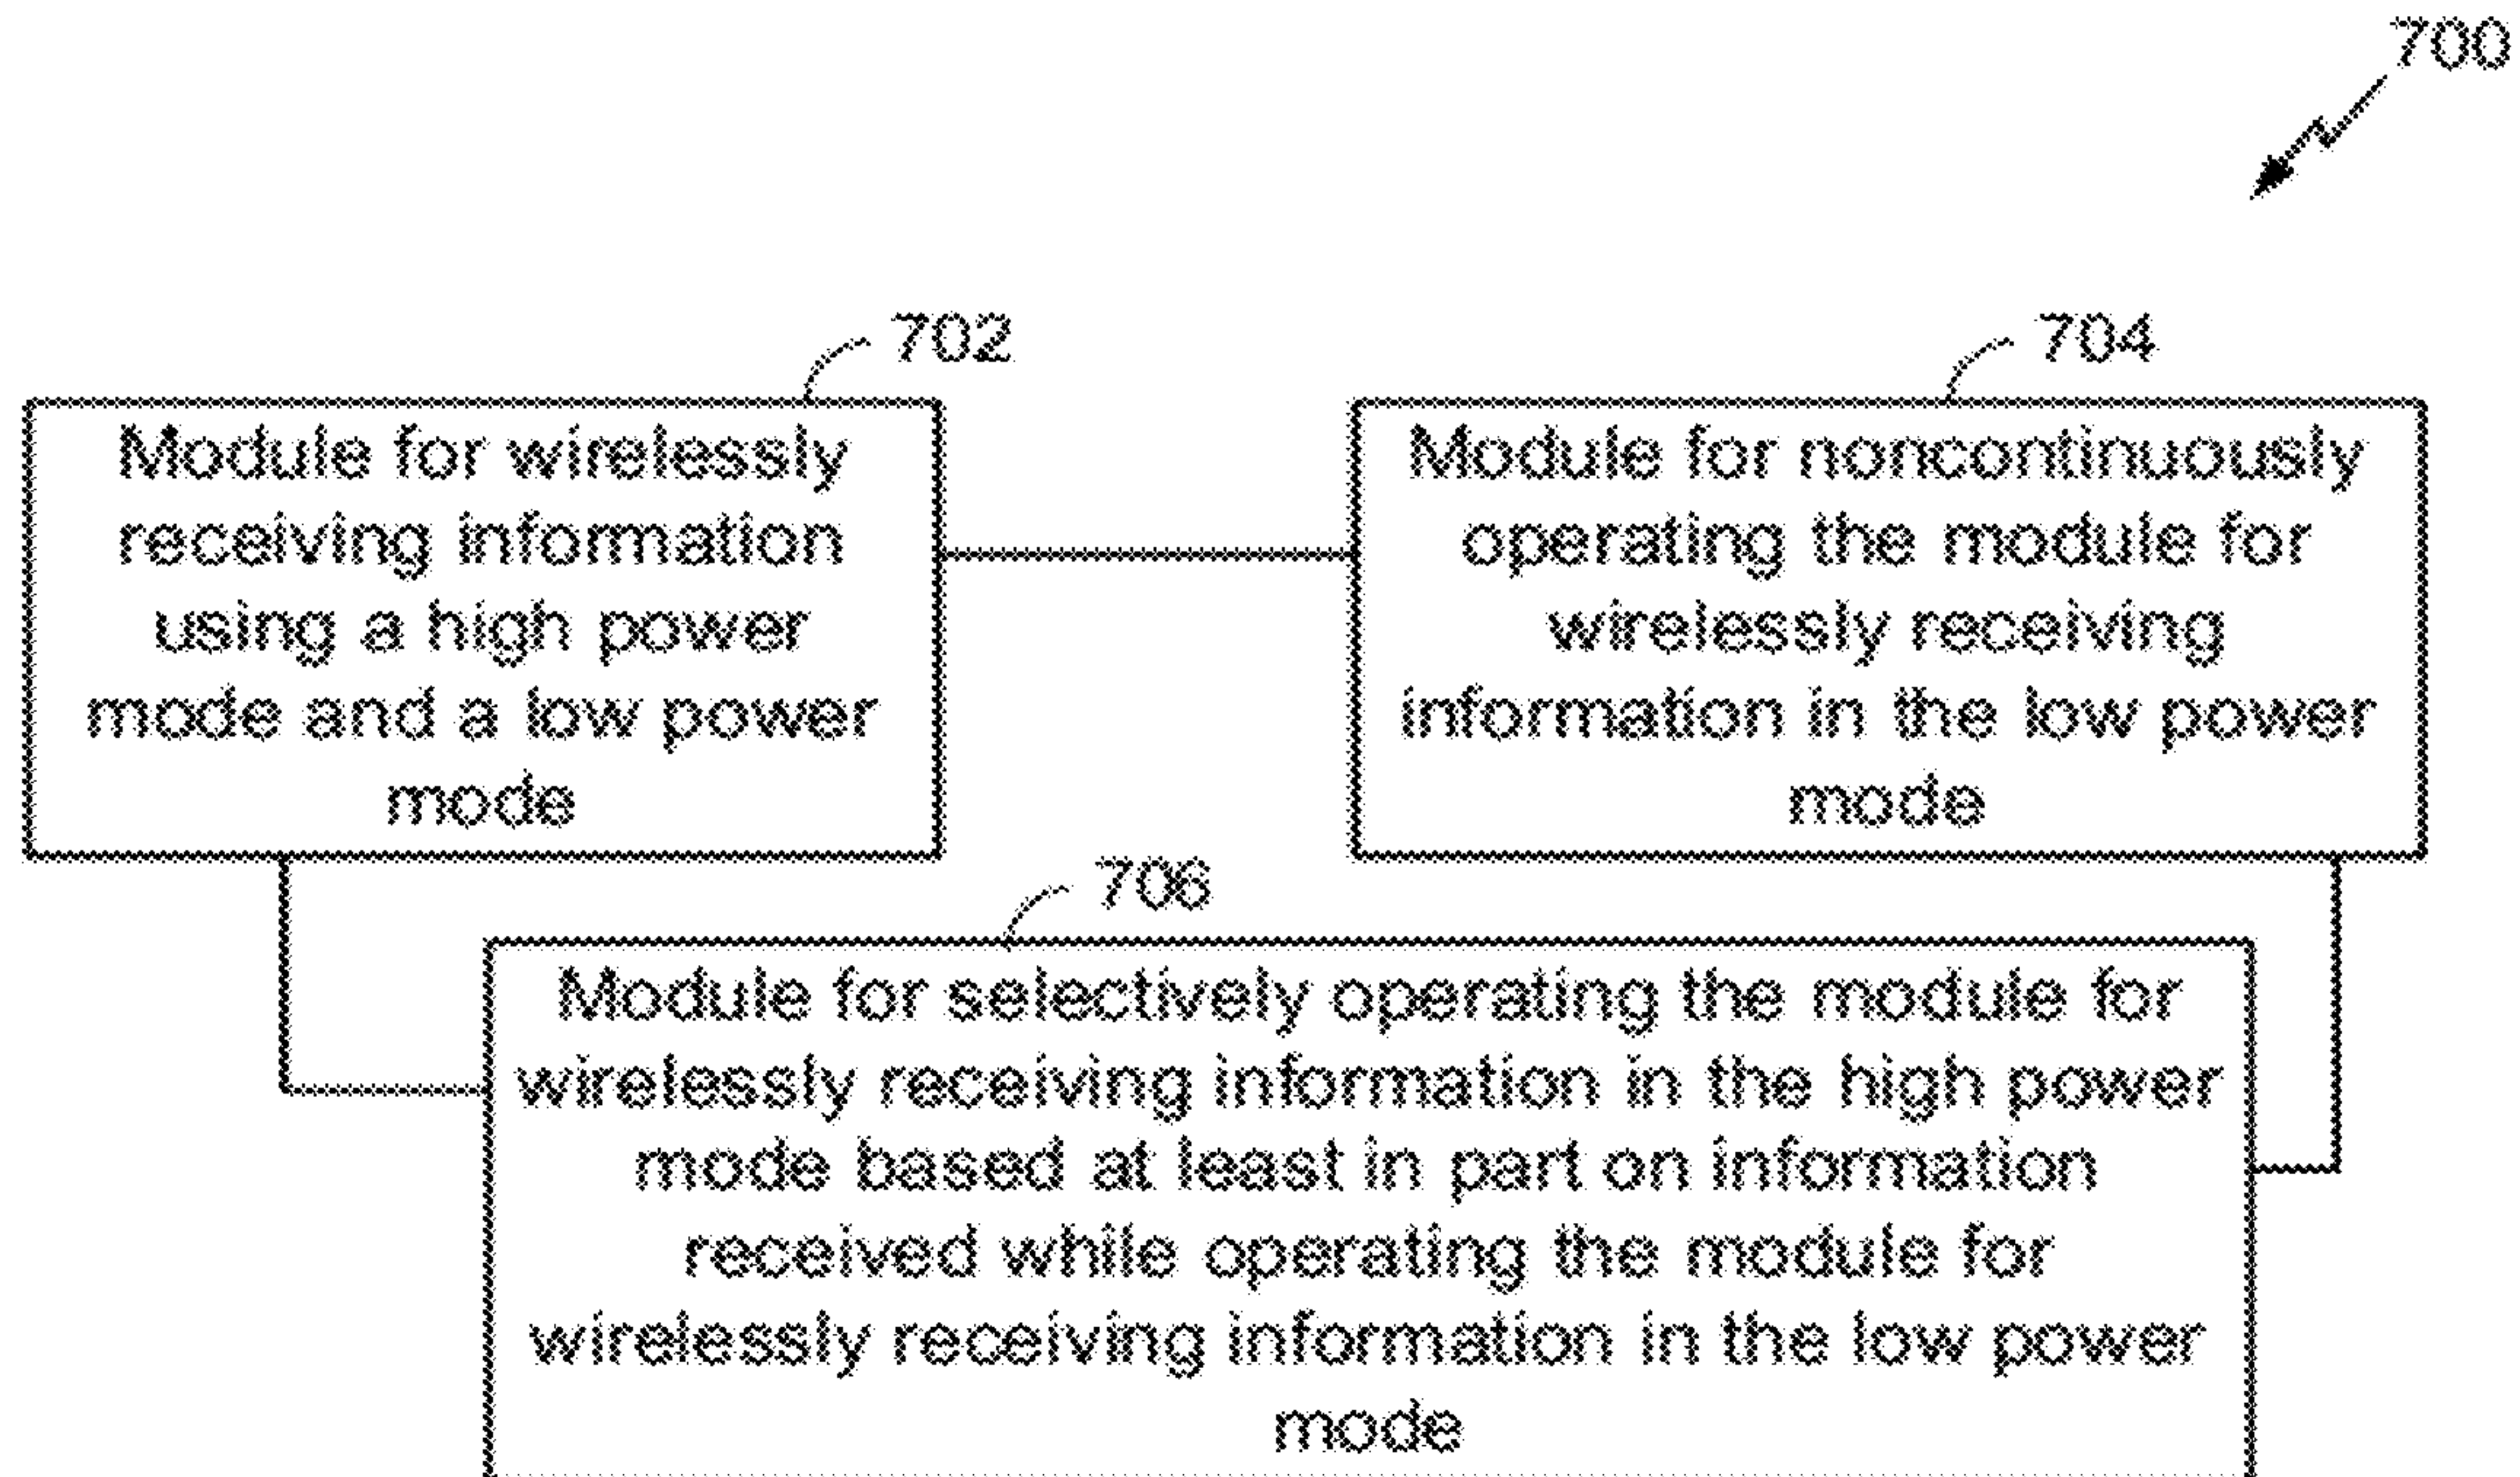 700
702
704
Module for wirelessly
receiving information
using a high power
mode and a low power
mode
Module for noncontinuously
operating the module for
wirelessly receiving
information in the low power
mode
706
Module for selectively operating the module for
wirelessly receiving information in the high power
mode based at least in part on information
received while operating the module for
wirelessly receiving information in the low power
mode